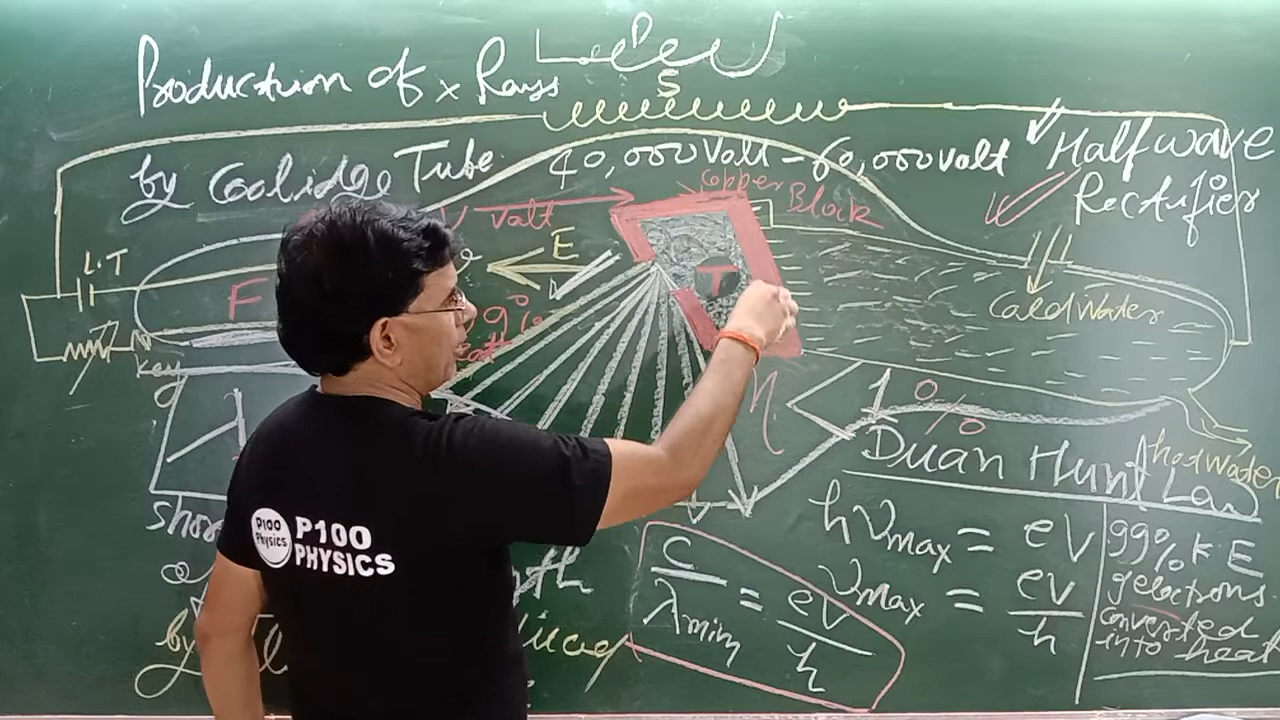 Production of x Rays
P
S
by Coolidge Tube
40,000 Volt - 60,000 volt
Half wave
Rectifier
Copper
Block
V volt
L.T
E
F
T
Cold Water
Key
η
1%
Duan Hunt Law
hot water
hνmax = eV
νmax = eV/h
c/λmin = eV/h
99% K.E
electrons
converted
into heat
by
P100
Physics
P100
PHYSICS